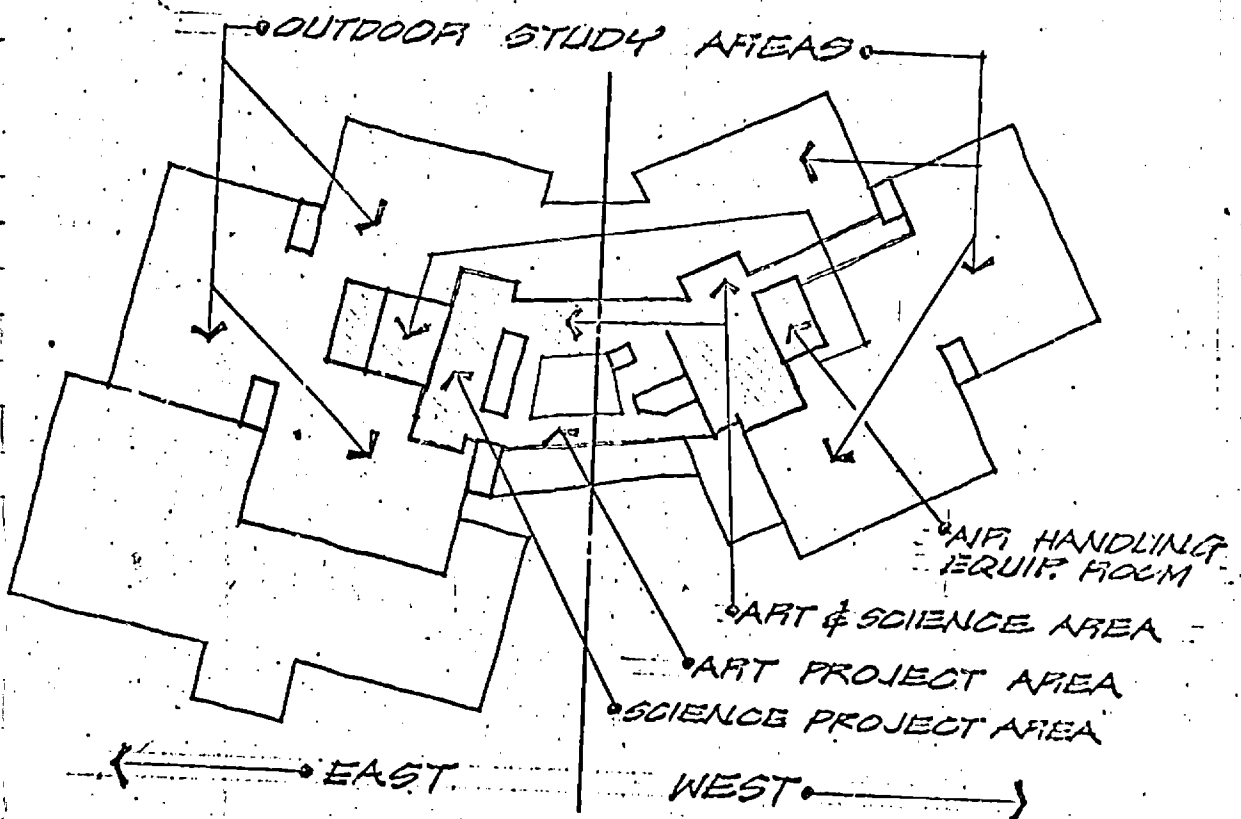 OUTDOOR STUDY AREAS
AIR HANDLING
EQUIP. ROOM
ART & SCIENCE AREA
ART PROJECT AREA
SCIENCE PROJECT AREA
EAST
WEST